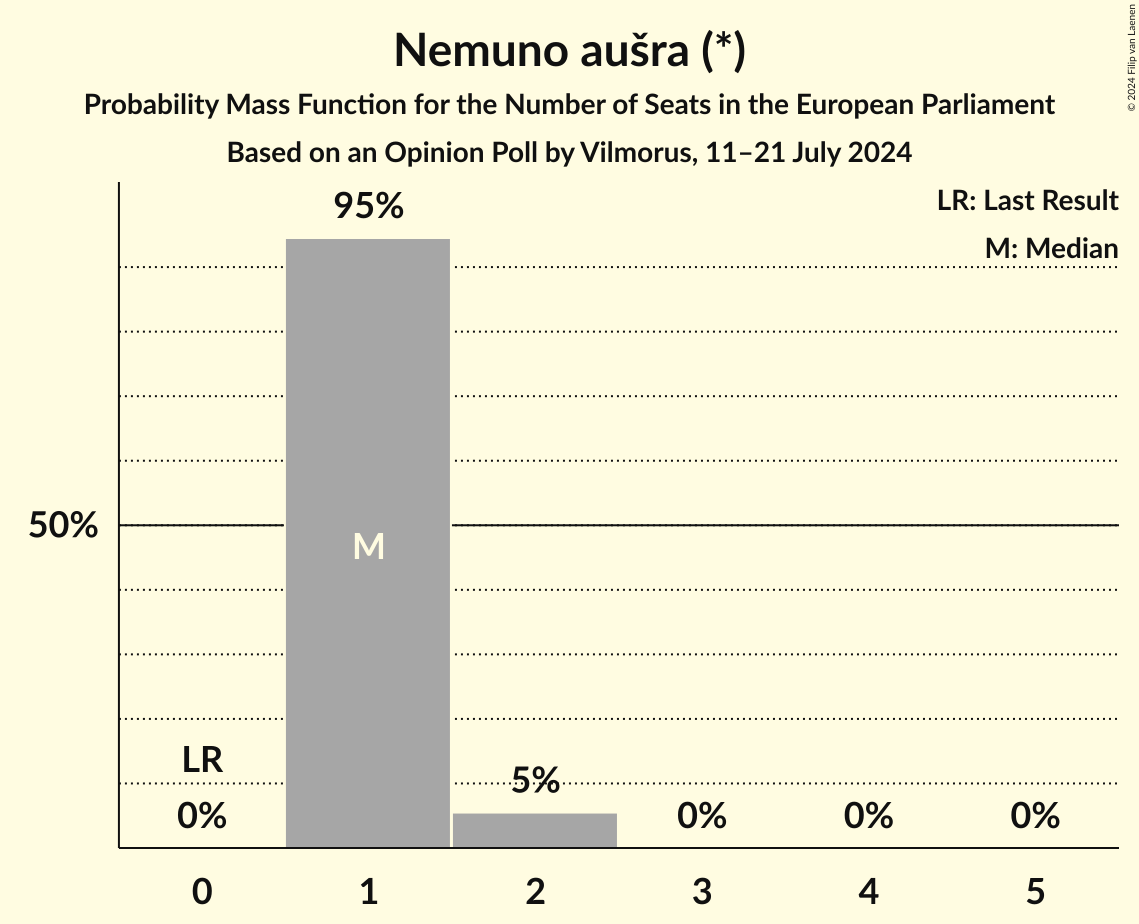 Nemuno aušra (*)
Probability Mass Function for the Number of Seats in the European Parliament
Based on an Opinion Poll by Vilmorus, 11–21 July 2024
© 2024 Filip van Laenen
LR: Last Result
M: Median
95%
50%
M
LR
5%
0%
0%
0%
0%
0 1 2 3 4 5